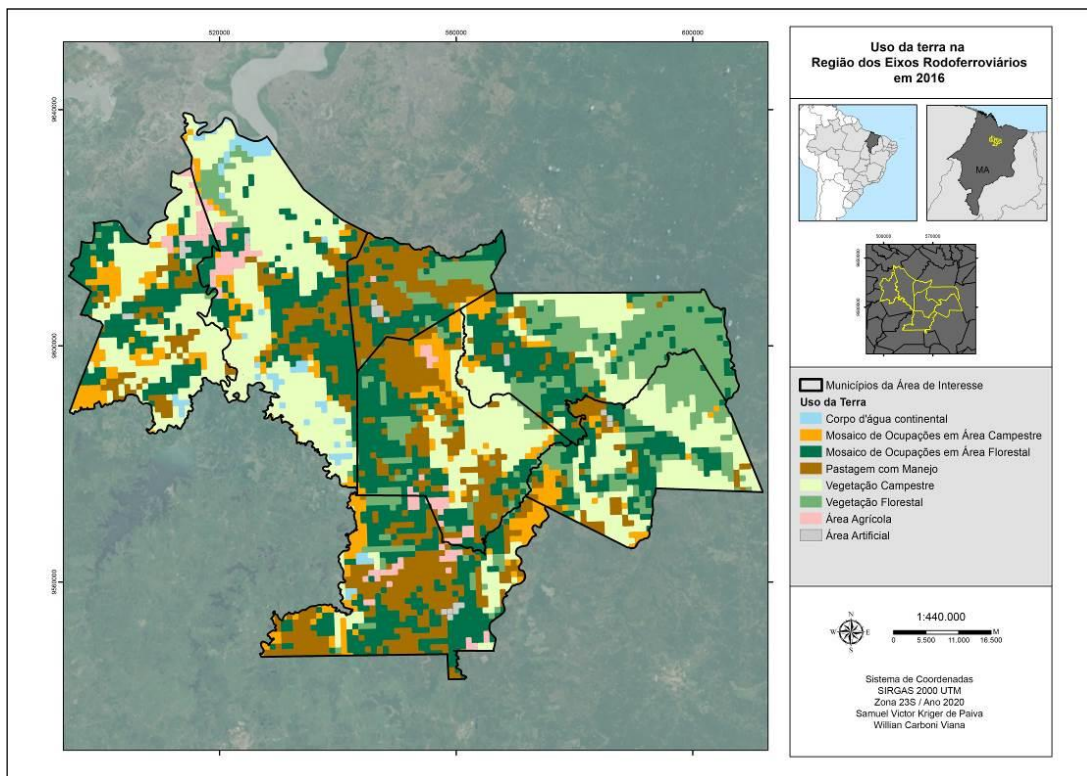 Uso da terra na
Região dos Eixos Rodoferroviários
em 2016
520000
560000
600000
9640000
9600000
9560000
MA
Municípios da Área de Interesse
Uso da Terra
Corpo d'água continental
Mosaico de Ocupações em Área Campestre
Mosaico de Ocupações em Área Florestal
Pastagem com Manejo
Vegetação Campestre
Vegetação Florestal
Área Agrícola
Área Artificial
N
W E
S
1:440.000
M
0 5.500 11.000 16.500
Sistema de Coordenadas
SIRGAS 2000 UTM
Zona 23S / Ano 2020
Samuel Victor Kriger de Paiva
Willian Carboni Viana